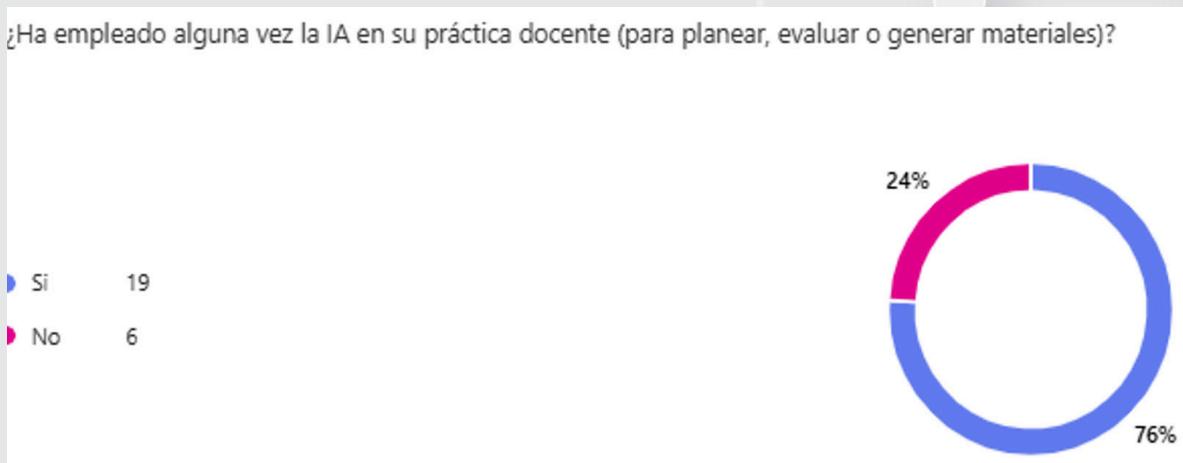 ¿Ha empleado alguna vez la IA en su práctica docente (para planear, evaluar o generar materiales)?
24%
Si 19
No 6
76%